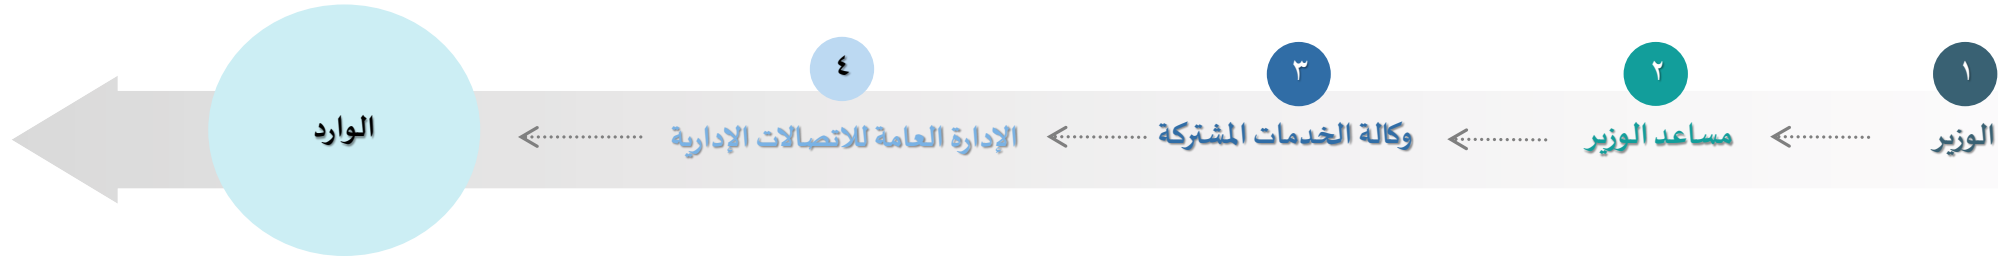 ١
الوزير
٢
مساعد الوزير
٣
وكالة الخدمات المشتركة
٤
الإدارة العامة للاتصالات الإدارية
الوارد